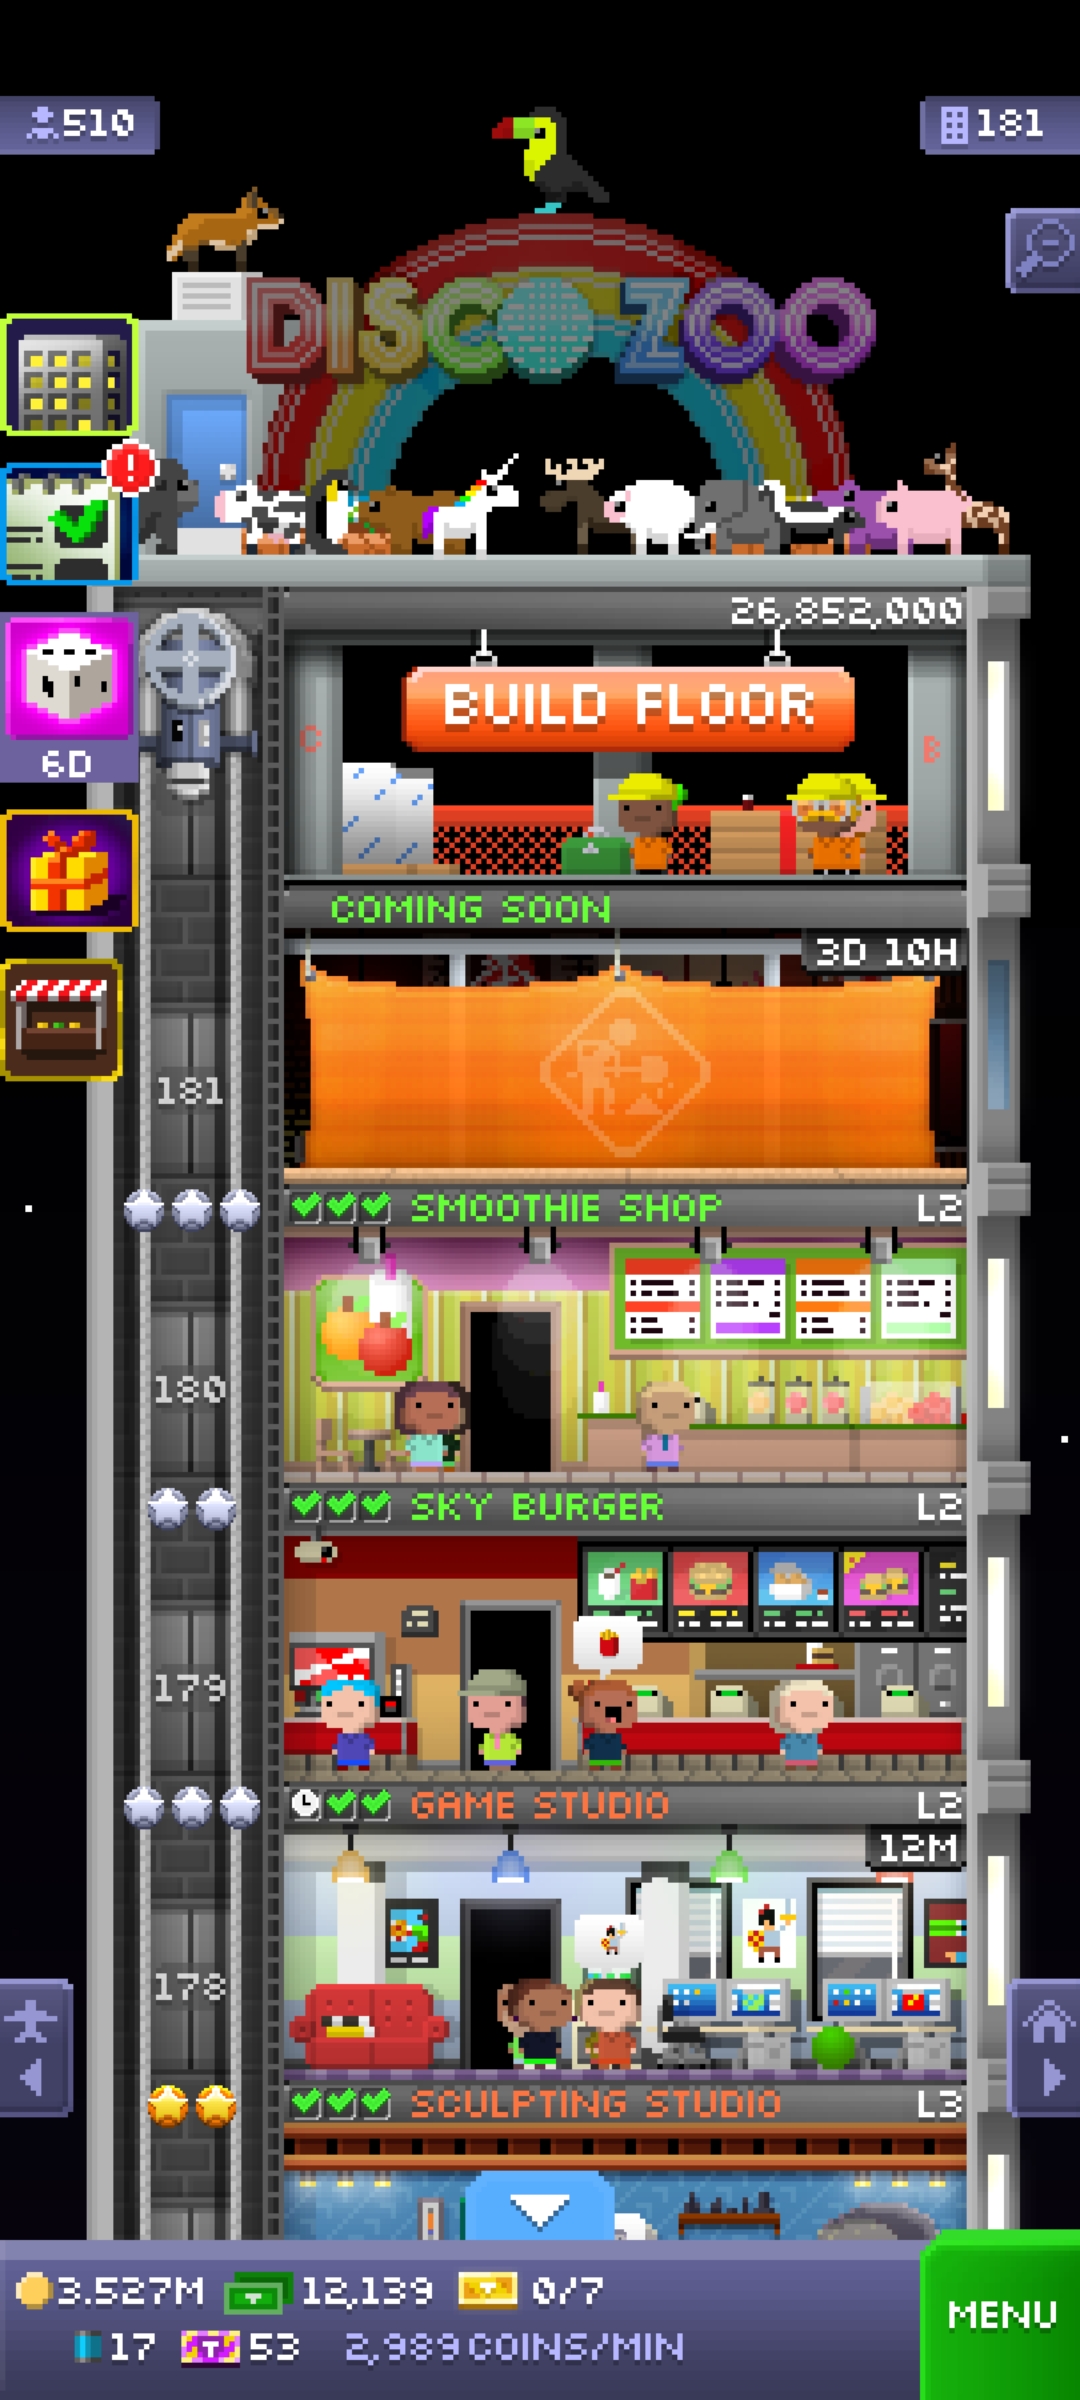 510
181
DISCO ZOO
26,852,000
BUILD FLOOR
C
B
6D
COMING SOON
3D 10H
181
SMOOTHIE SHOP L2
180
SKY BURGER L2
179
GAME STUDIO L2
12M
178
SCULPTING STUDIO L3
3.527M 12,139 0/7
MENU
17 T 53 2,989 COINS/MIN